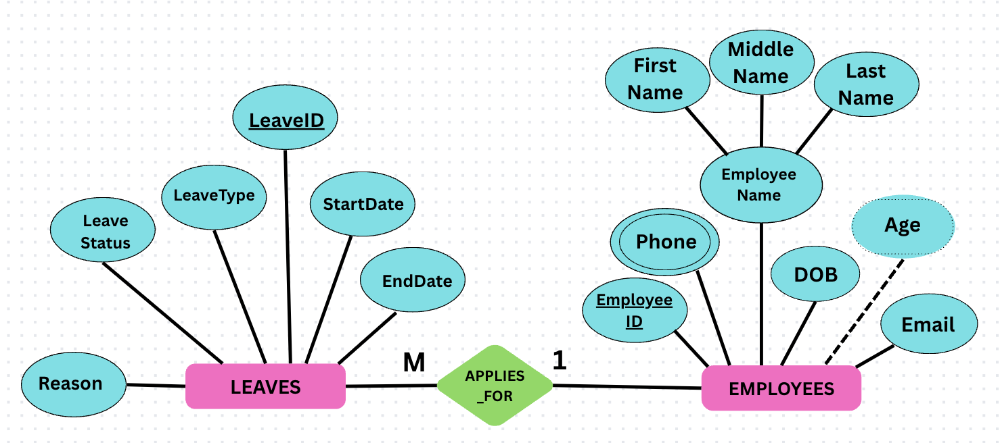 First
Name
Middle
Name
Last
Name
LeaveID
Employee
Name
LeaveType
StartDate
Leave
Status
Phone
Age
EndDate
DOB
Employee
ID
Email
M
1
Reason
LEAVES
APPLIES
_FOR
EMPLOYEES